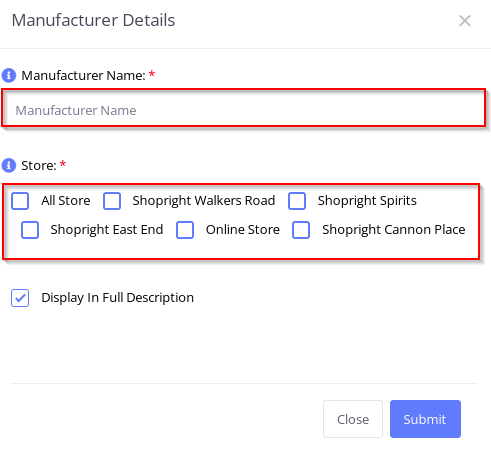 Manufacturer Details
Manufacturer Name: *
Manufacturer Name
Store: *
All Store Shopright Walkers Road Shopright Spirits
Shopright East End Online Store Shopright Cannon Place
Display In Full Description
Close Submit